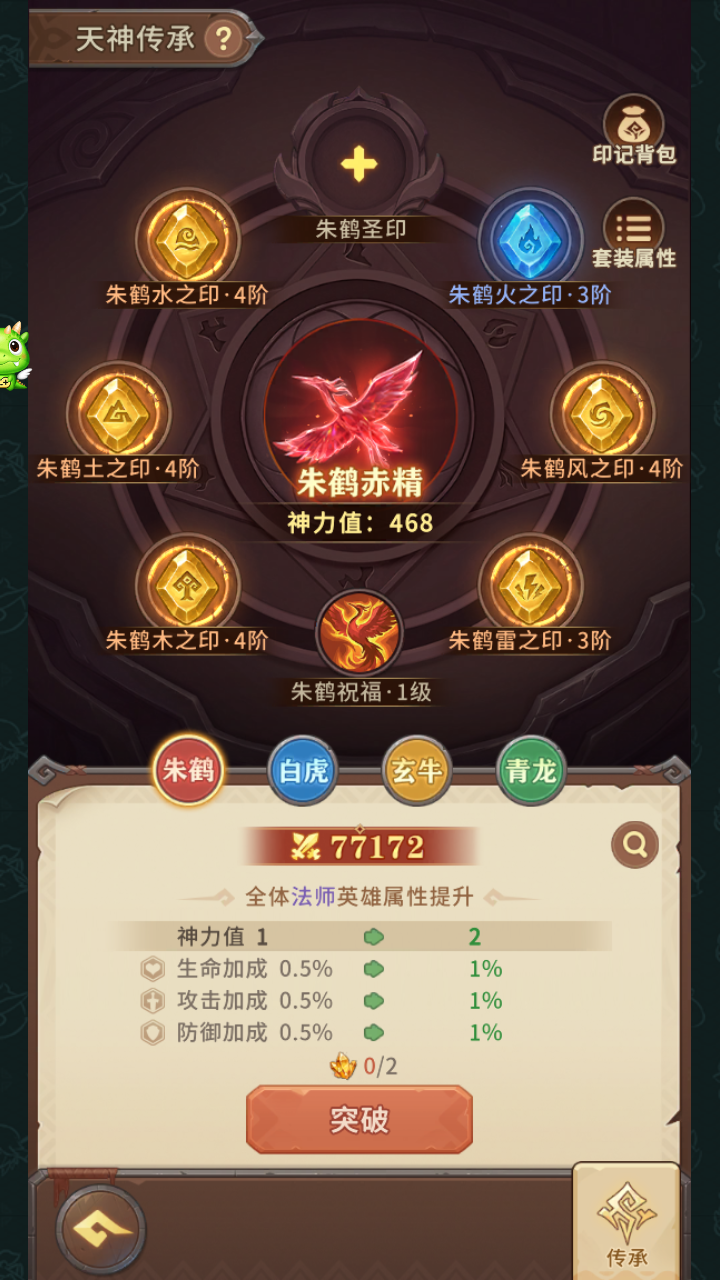 天神传承 ?
印记背包
朱鹤圣印
套装属性
朱鹤水之印·4阶
朱鹤火之印·3阶
朱鹤土之印·4阶
朱鹤风之印·4阶
朱鹤赤精
神力值：468
朱鹤木之印·4阶
朱鹤雷之印·3阶
朱鹤祝福·1级
朱鹤
白虎
玄牛
青龙
77172
全体法师英雄属性提升
神力值 1 2
生命加成 0.5% 1%
攻击加成 0.5% 1%
防御加成 0.5% 1%
0/2
突破
传承